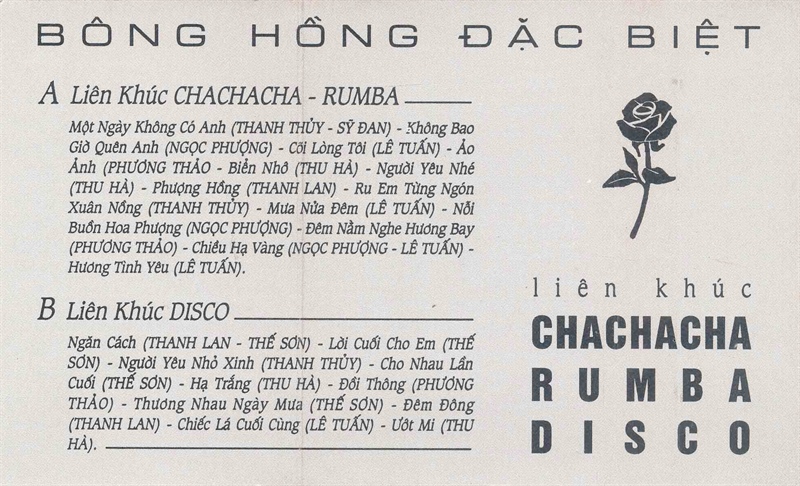 BÔNG HỒNG ĐẶC BIỆT
A Liên Khúc CHACHACHA - RUMBA
Một Ngày Không Có Anh (THANH THỦY - SỸ ĐAN) - Không Bao
Giờ Quên Anh (NGỌC PHƯỢNG) - Cõi Lòng Tôi (LÊ TUẤN) - Ảo
Ảnh (PHƯƠNG THẢO - Biển Nhớ (THU HÀ) - Người Yêu Nhé
(THU HÀ) - Phượng Hồng (THANH LAN) - Ru Em Từng Ngón
Xuân Nồng (THANH THỦY) - Mưa Nửa Đêm (LÊ TUẤN) - Nỗi
Buồn Hoa Phượng (NGỌC PHƯỢNG) - Đêm Nằm Nghe Hương Bay
(PHƯƠNG THẢO) - Chiều Hạ Vàng (NGỌC PHƯỢNG - LÊ TUẤN) -
Hương Tình Yêu (LÊ TUẤN).
B Liên Khúc DISCO
Ngăn Cách (THANH LAN - THẾ SƠN) - Lời Cuối Cho Em (THẾ
SƠN) - Người Yêu Nhỏ Xinh (THANH THỦY) - Cho Nhau Lần
Cuối (THẾ SƠN) - Hạ Trắng (THU HÀ) - Đồi Thông (PHƯƠNG
THẢO) - Thương Nhau Ngày Mưa (THẾ SƠN) - Đêm Đông
(THANH LAN) - Chiếc Lá Cuối Cùng (LÊ TUẤN) - Ướt Mi (THU
HÀ).
liên khúc
CHACHACHA
RUMBA
DISCO